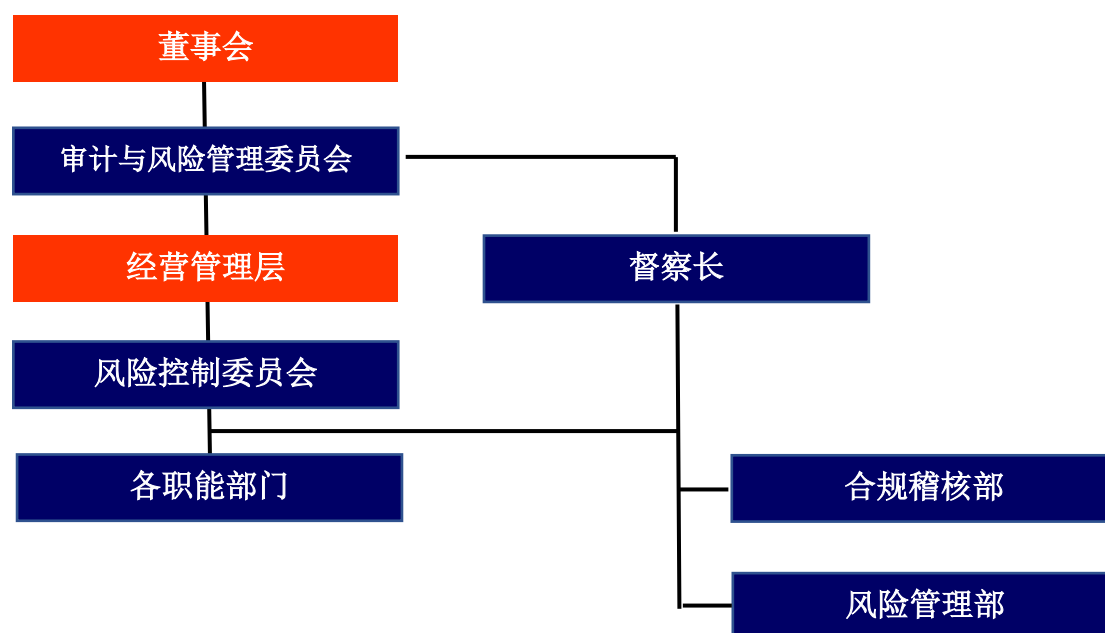 董事会
审计与风险管理委员会
经营管理层
督察长
风险控制委员会
各职能部门
合规稽核部
风险管理部